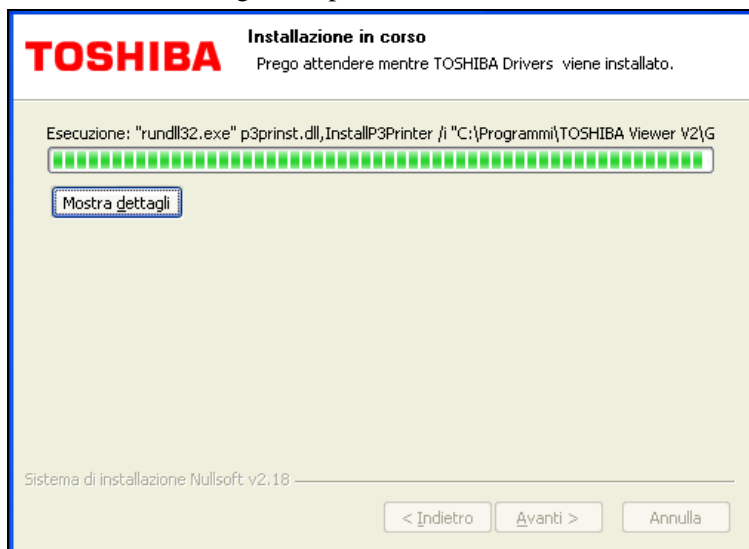 TOSHIBA
Installazione in corso
Prego attendere mentre TOSHIBA Drivers viene installato.
Esecuzione: "rundll32.exe" p3prinst.dll,InstallP3Printer /i "C:\Programmi\TOSHIBA Viewer V2\G
Mostra dettagli
Sistema di installazione Nullsoft v2.18
< Indietro
Avanti >
Annulla